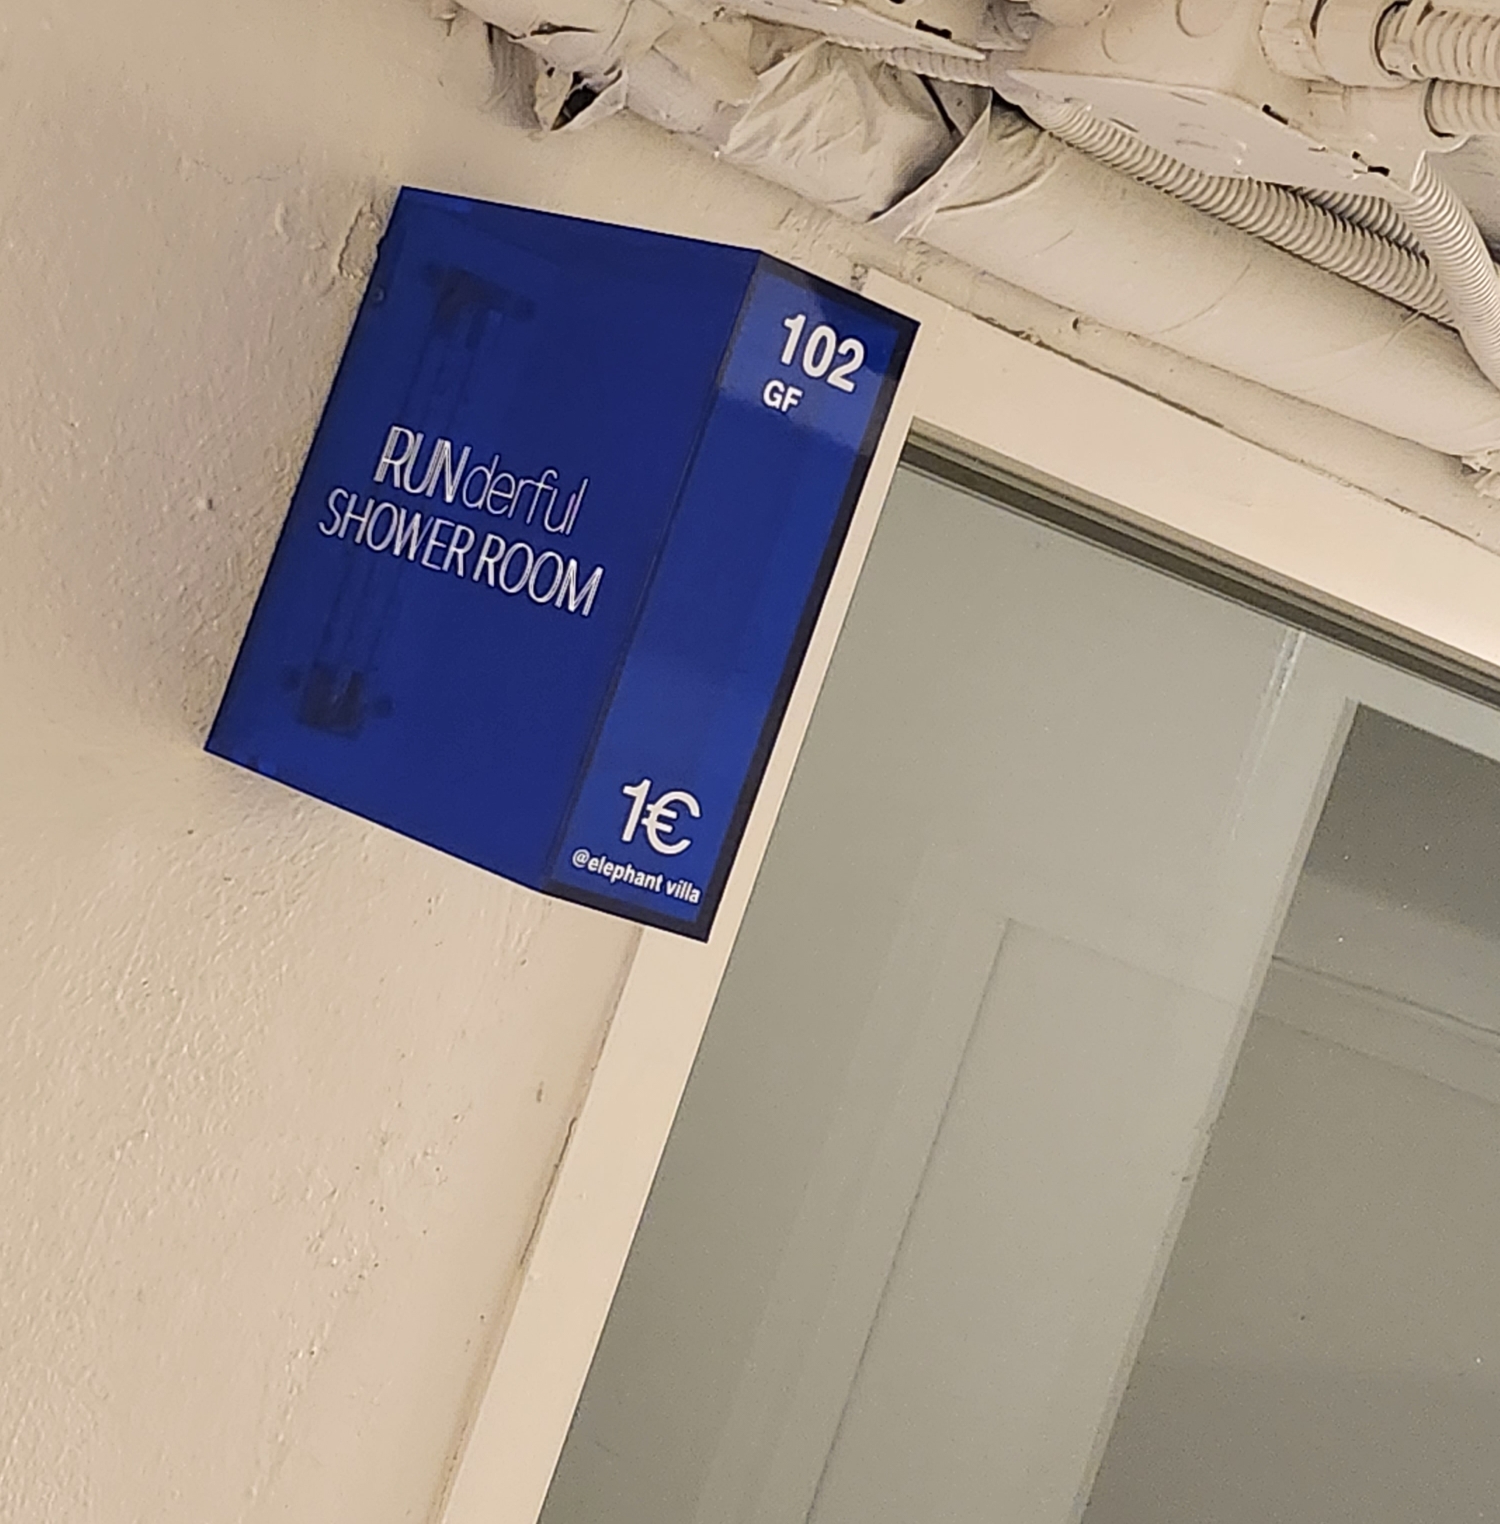 RUNderful
SHOWER ROOM
102
GF
1€
@elephant villa